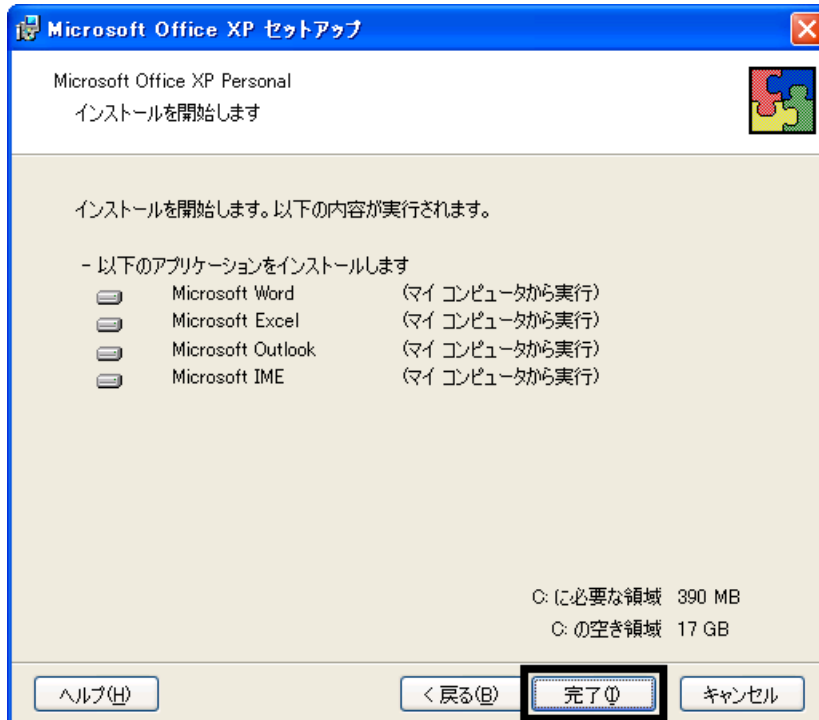 Microsoft Office XP セットアップ
Microsoft Office XP Personal
インストールを開始します
インストールを開始します。以下の内容が実行されます。
- 以下のアプリケーションをインストールします
Microsoft Word (マイ コンピュータから実行)
Microsoft Excel (マイ コンピュータから実行)
Microsoft Outlook (マイ コンピュータから実行)
Microsoft IME (マイ コンピュータから実行)
C: に必要な領域 390 MB
C: の空き領域 17 GB
ヘルプ(H) < 戻る(B) 完了(I) キャンセル